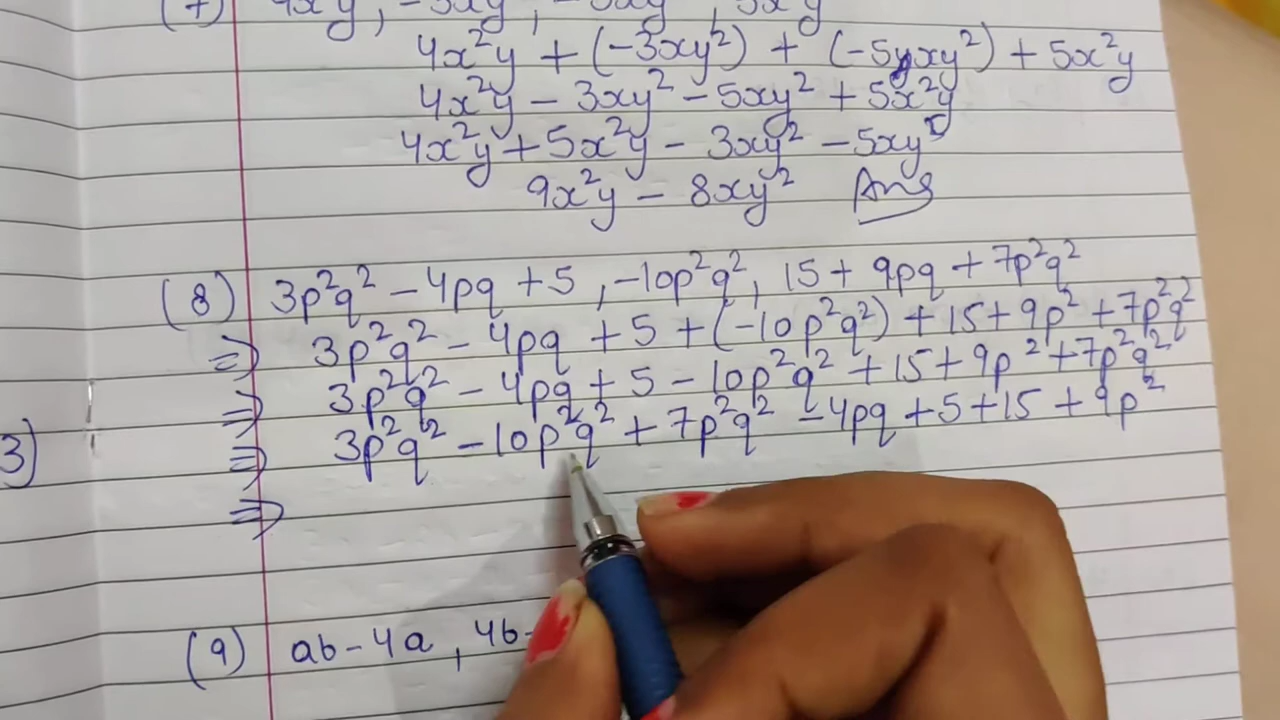 4x²y + (-3xy²) + (-5yxy²) + 5x²y
4x²y - 3xy² - 5xy² + 5x²y
4x²y + 5x²y - 3xy² - 5xy²
9x²y - 8xy² Ans
(8) 3p²q² - 4pq + 5 , -10p²q² , 15 + 9pq + 7p²q²
⇒ 3p²q² - 4pq + 5 + (-10p²q²) + 15 + 9p² + 7p²q²
⇒ 3p²q² - 4pq + 5 - 10p²q² + 15 + 9p² + 7p²q²
3) ⇒ 3p²q² - 10p²q² + 7p²q² - 4pq + 5 + 15 + 9p²
⇒
(9) ab - 4a , 4b -